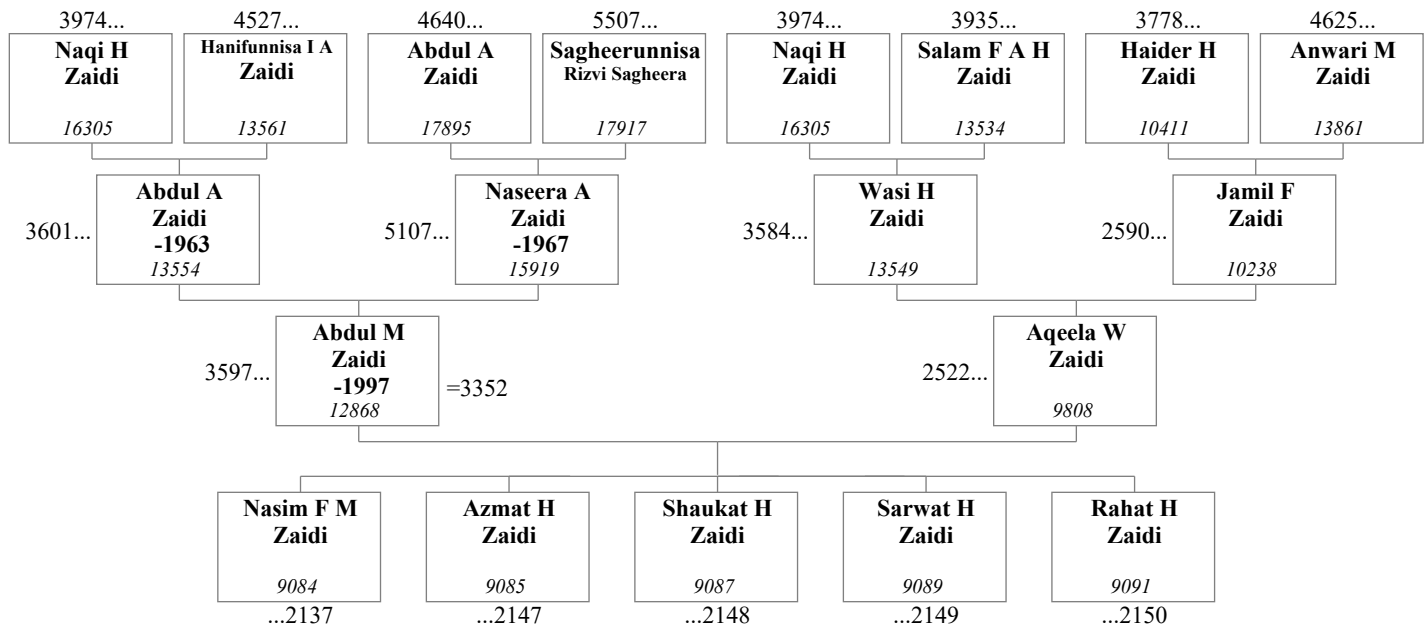 3974... 4527... 4640... 5507... 3974... 3935... 3778... 4625...
Naqi H
Zaidi
16305
Hanifunnisa I A
Zaidi
13561
Abdul A
Zaidi
17895
Sagheerunnisa
Rizvi Sagheera
17917
Naqi H
Zaidi
16305
Salam F A H
Zaidi
13534
Haider H
Zaidi
10411
Anwari M
Zaidi
13861
3601...
Abdul A
Zaidi
-1963
13554
5107...
Naseera A
Zaidi
-1967
15919
3584...
Wasi H
Zaidi
13549
2590...
Jamil F
Zaidi
10238
3597...
Abdul M
Zaidi
-1997
12868
=3352
2522...
Aqeela W
Zaidi
9808
Nasim F M
Zaidi
9084
...2137
Azmat H
Zaidi
9085
...2147
Shaukat H
Zaidi
9087
...2148
Sarwat H
Zaidi
9089
...2149
Rahat H
Zaidi
9091
...2150